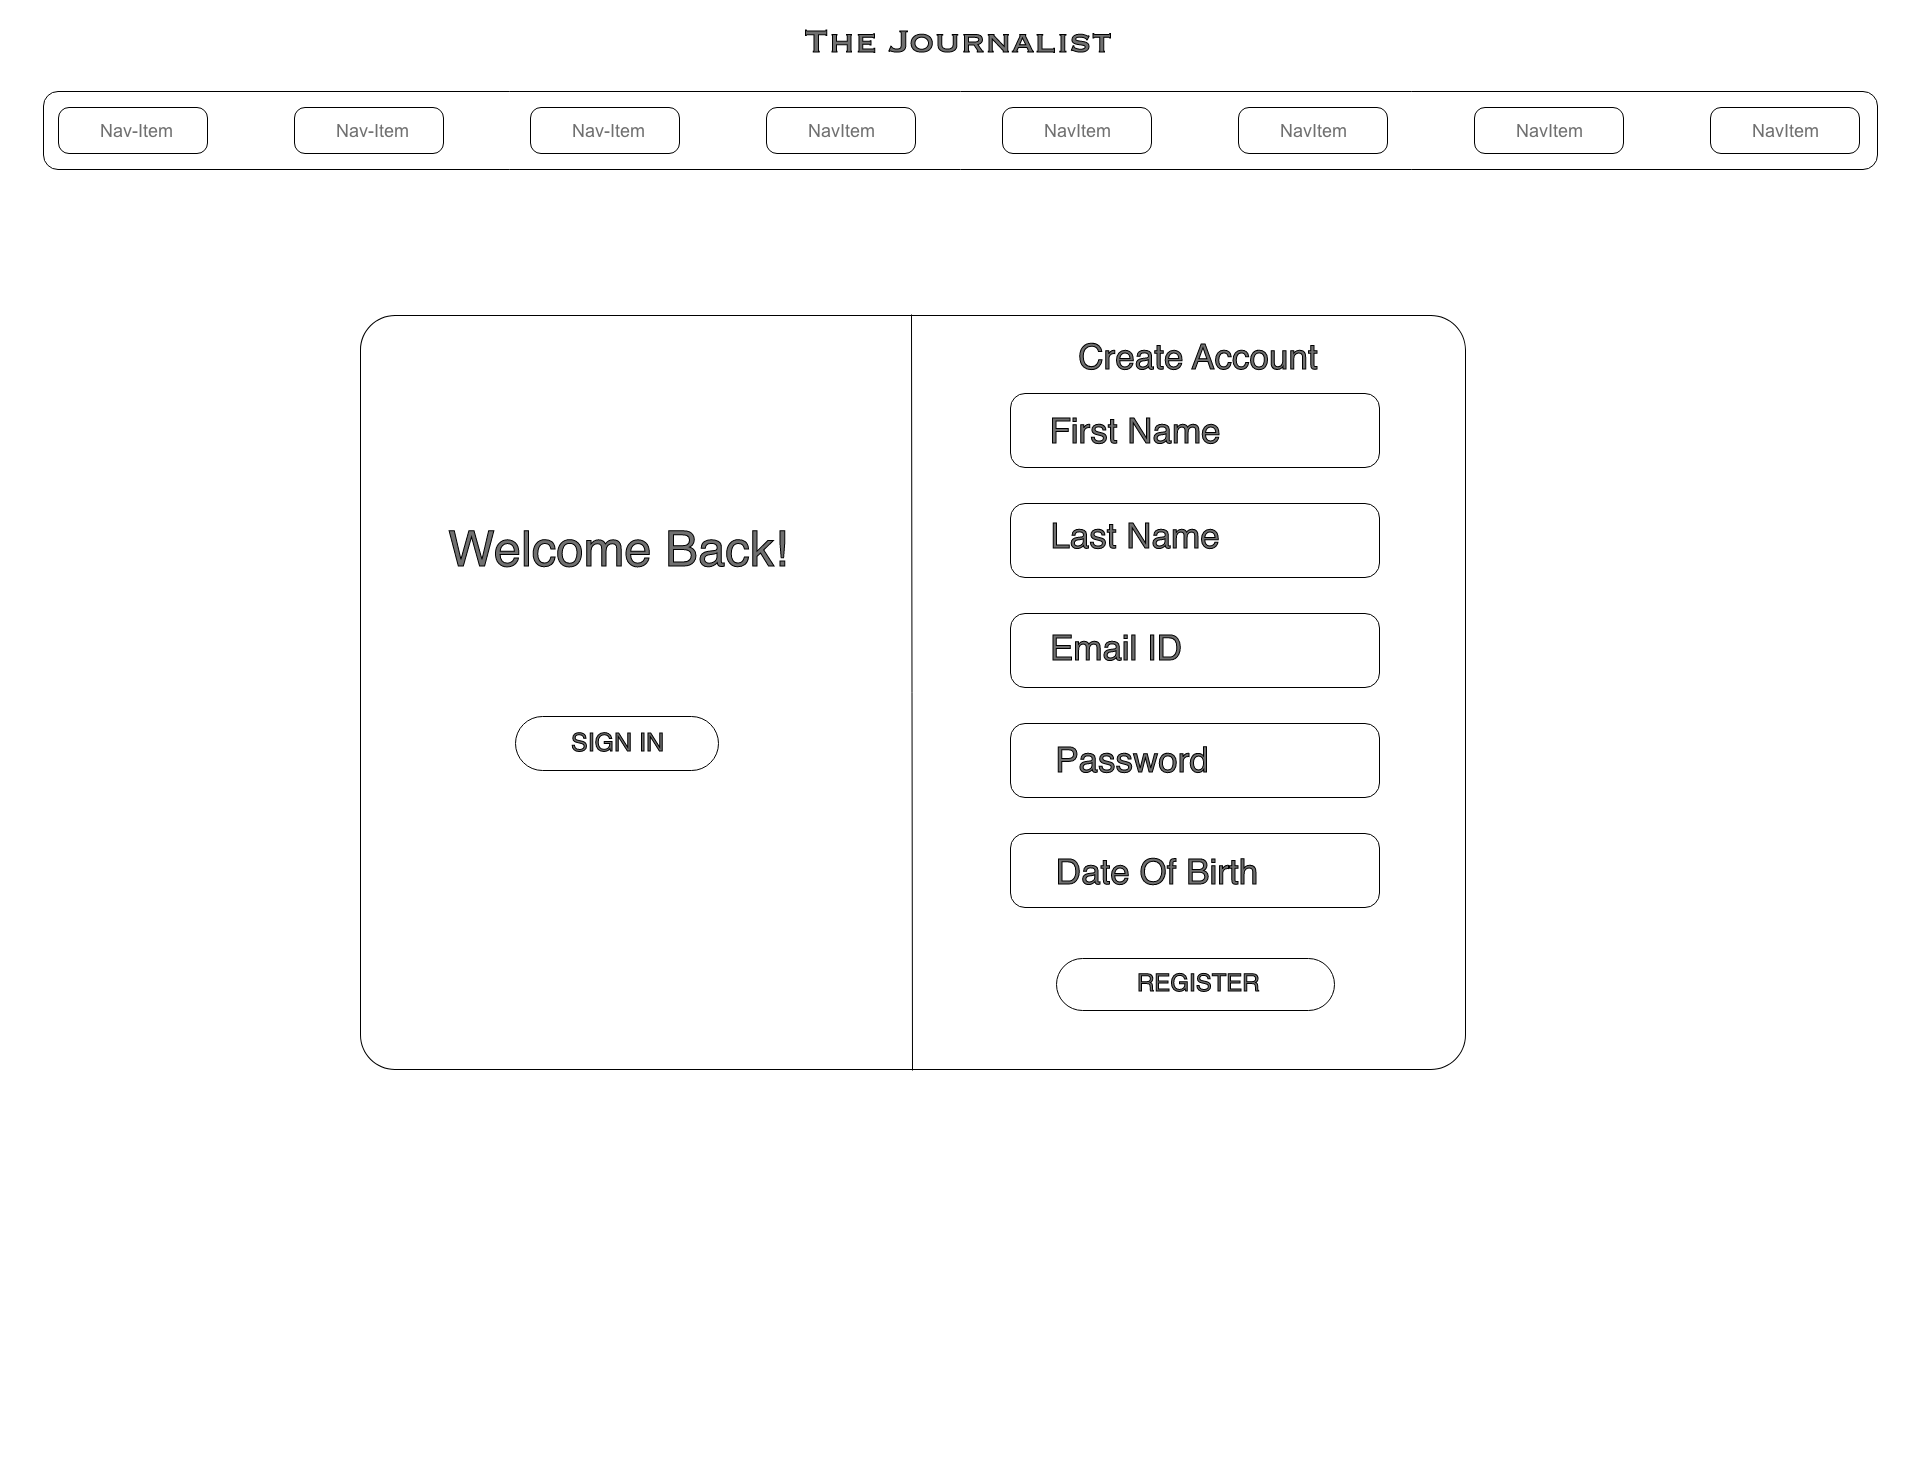 The Journalist
Nav-Item Nav-Item Nav-Item NavItem NavItem NavItem NavItem NavItem
Welcome Back!
SIGN IN
Create Account
First Name
Last Name
Email ID
Password
Date Of Birth
REGISTER